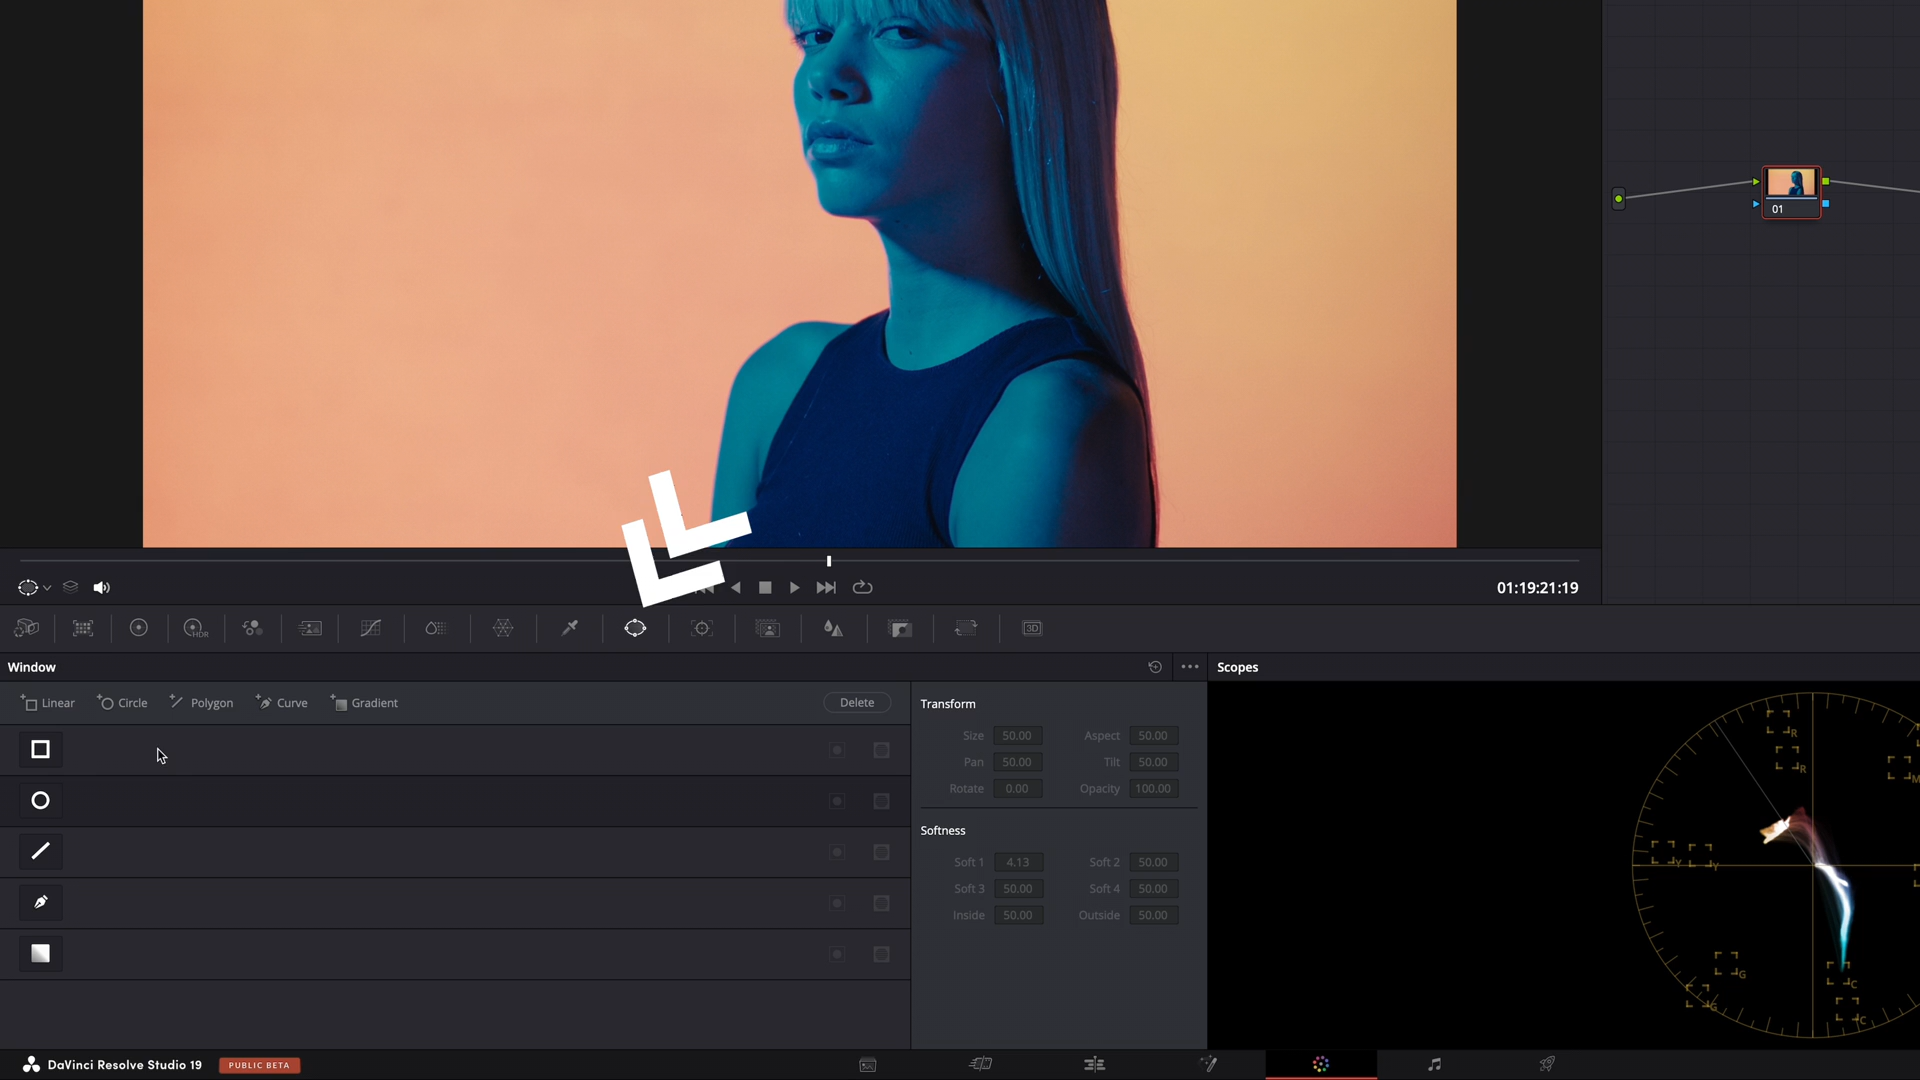 01
01:19:21:19
HDR
3D
Window
Scopes
Linear
Circle
Polygon
Curve
Gradient
Delete
Transform
Size 50.00 Aspect 50.00
Pan 50.00 Tilt 50.00
Rotate 0.00 Opacity 100.00
Softness
Soft 1 4.13 Soft 2 50.00
Soft 3 50.00 Soft 4 50.00
Inside 50.00 Outside 50.00
R
R
M
Y Y
G
G
C
C
DaVinci Resolve Studio 19 PUBLIC BETA